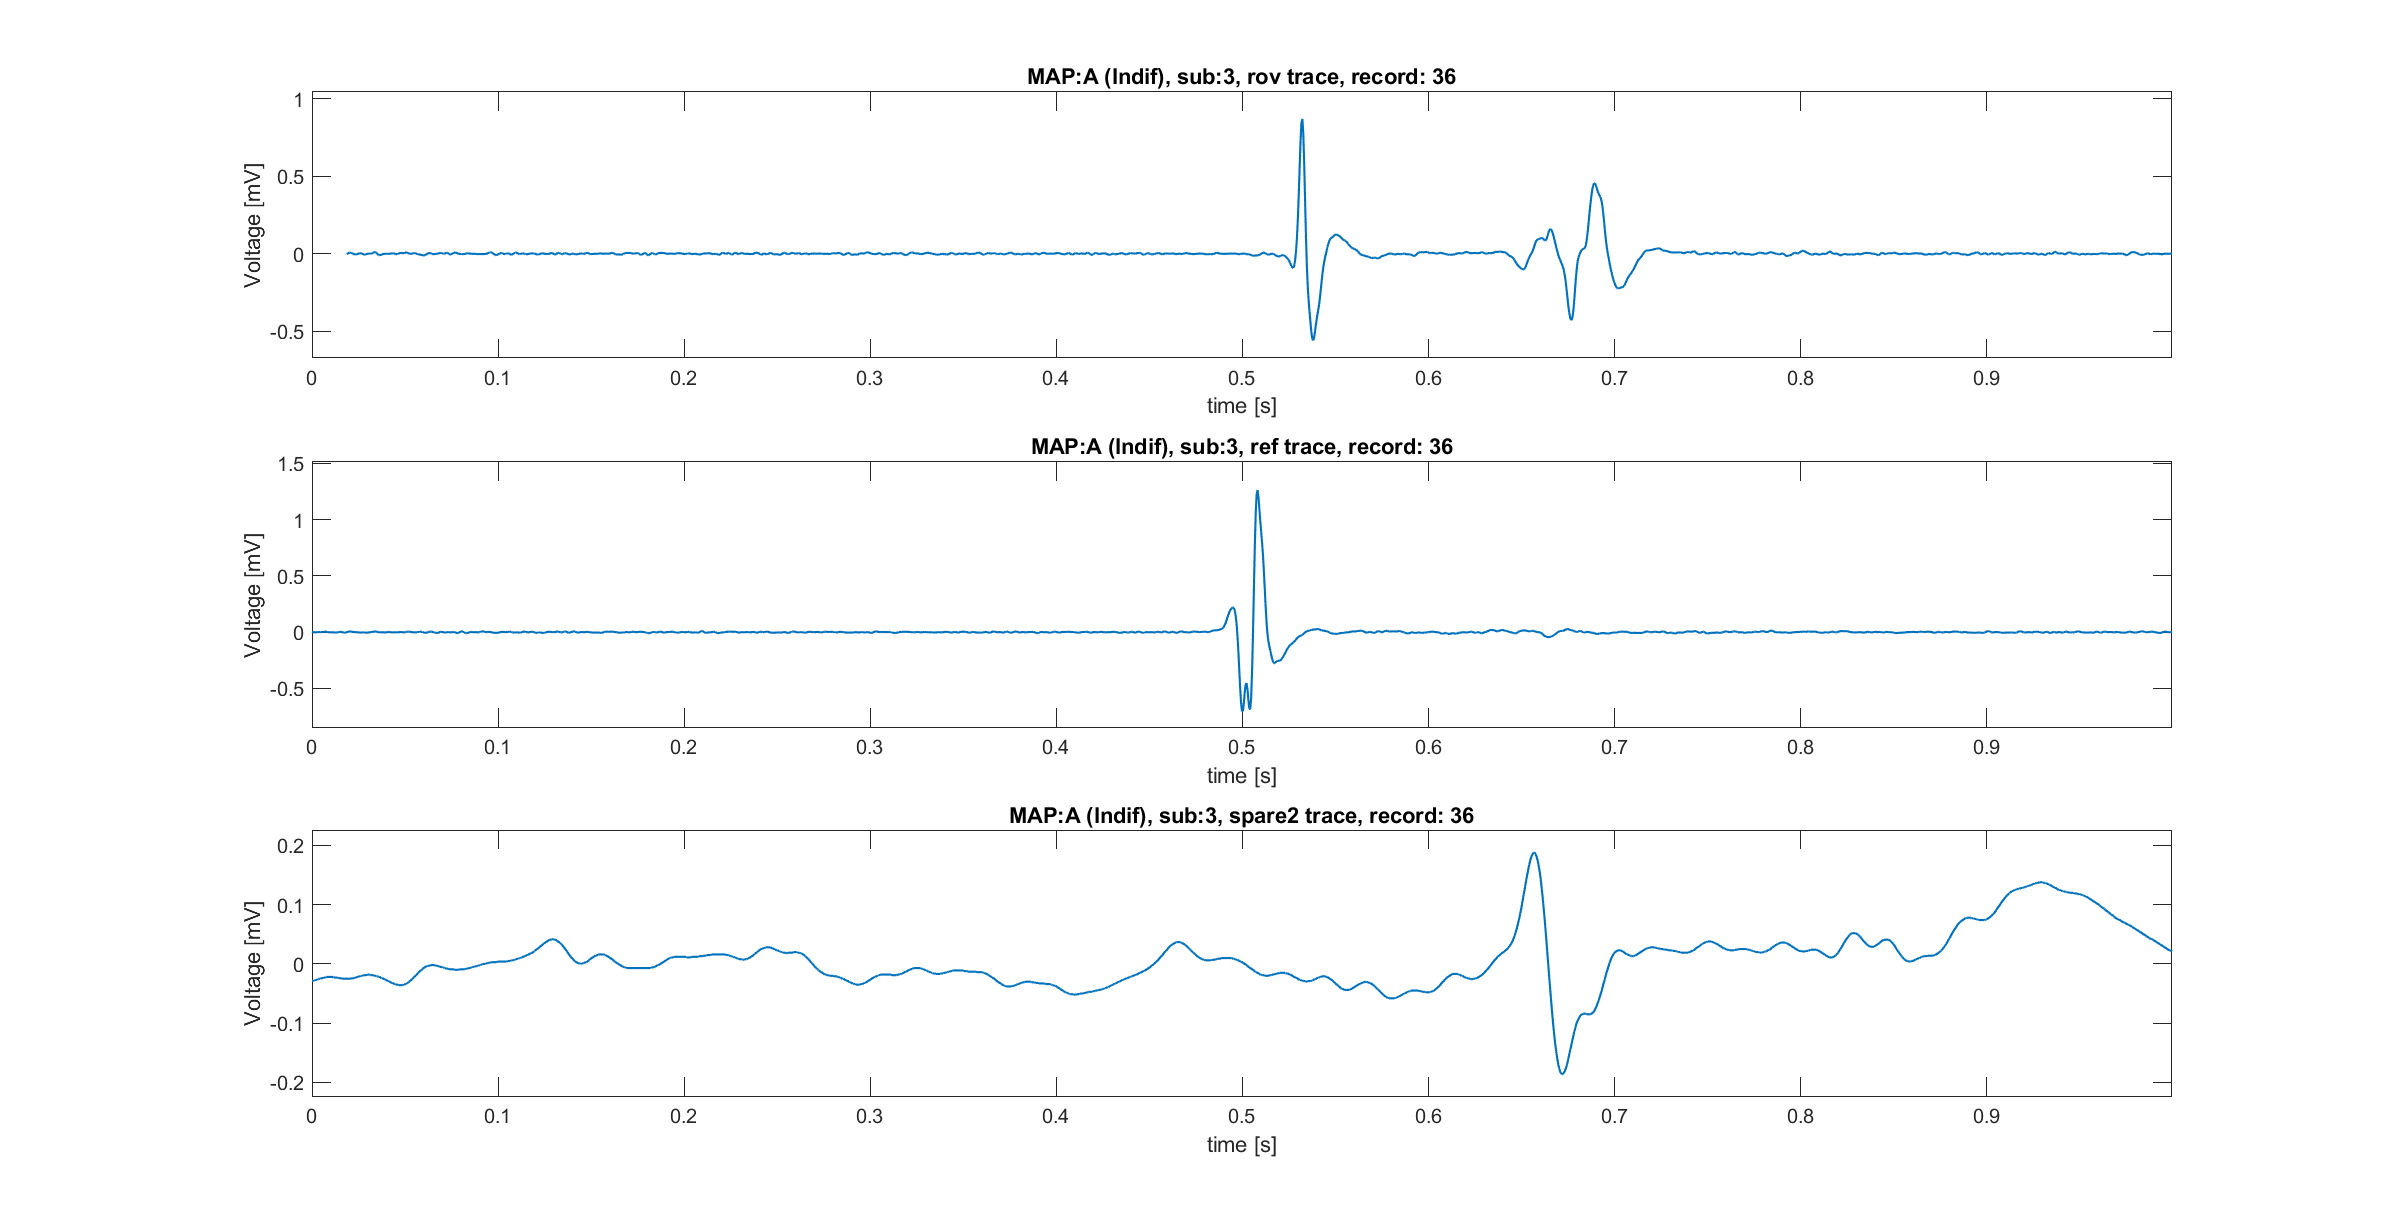 MAP:A (Indif), sub:3, rov trace, record: 36
1
0.5
0
-0.5
Voltage [mV]
0 0.1 0.2 0.3 0.4 0.5 0.6 0.7 0.8 0.9
time [s]
MAP:A (Indif), sub:3, ref trace, record: 36
1.5
1
0.5
0
-0.5
Voltage [mV]
0 0.1 0.2 0.3 0.4 0.5 0.6 0.7 0.8 0.9
time [s]
MAP:A (Indif), sub:3, spare2 trace, record: 36
0.2
0.1
0
-0.1
-0.2
Voltage [mV]
0 0.1 0.2 0.3 0.4 0.5 0.6 0.7 0.8 0.9
time [s]